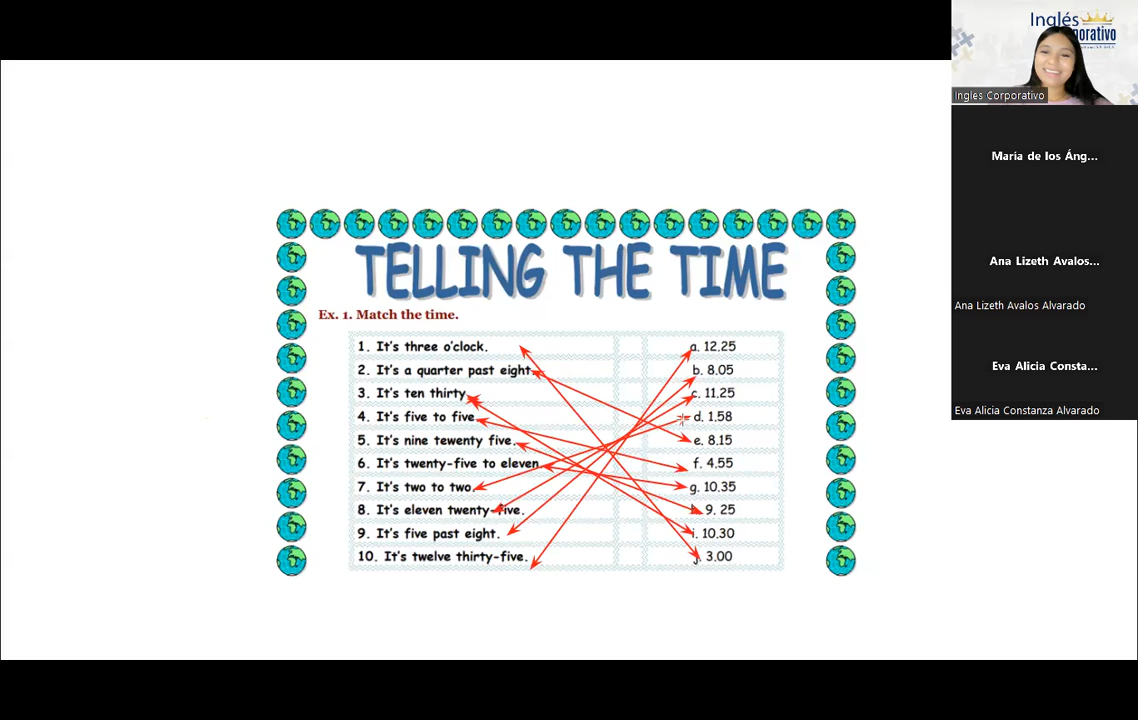 Inglés
Corporativo
Ingles Corporativo
Maria de los Áng...
Ana Lizeth Avalos...
Ana Lizeth Avalos Alvarado
Eva Alicia Consta...
Eva Alicia Constanza Alvarado
TELLING THE TIME
Ex. 1. Match the time.
1. It's three o'clock. a. 12.25
2. It's a quarter past eight. b. 8.05
3. It's ten thirty. c. 11.25
4. It's five to five. d. 1.58
5. It's nine tewenty five. e. 8.15
6. It's twenty-five to eleven. f. 4.55
7. It's two to two. g. 10.35
8. It's eleven twenty-five. 9. 25
9. It's five past eight. i. 10.30
10. It's twelve thirty-five. j. 3.00